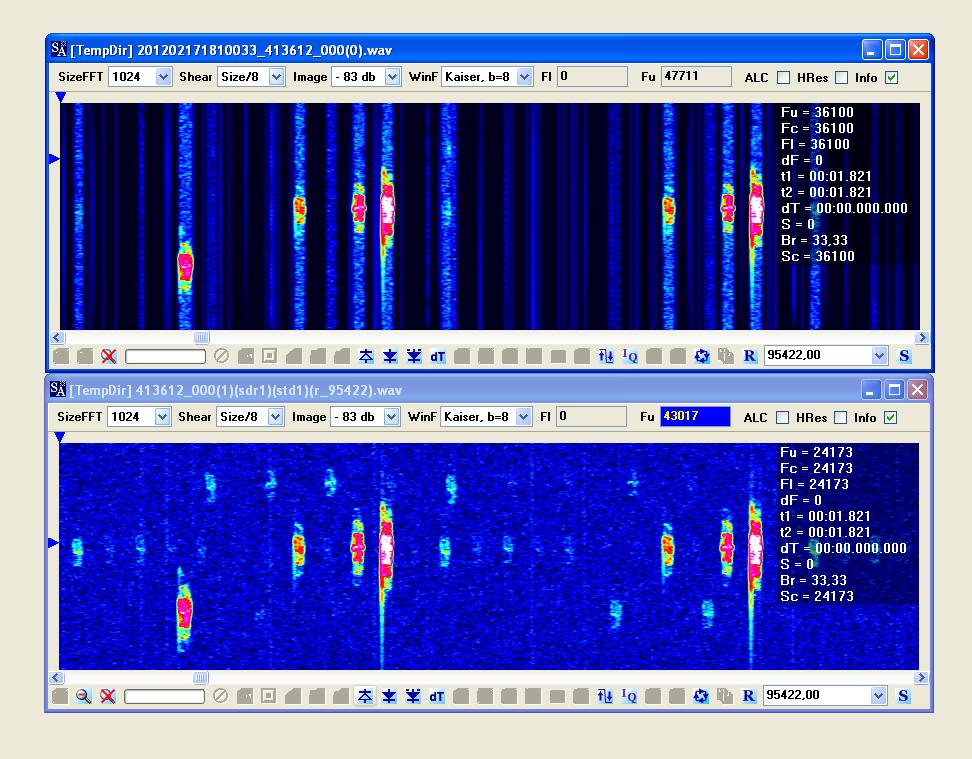 [TempDir] 201202171810033_413612_000(0).wav
SizeFFT 1024 Shear Size/8 Image - 83 db WinF Kaiser, b=8 Fl 0 Fu 47711 ALC HRes Info
Fu = 36100
Fc = 36100
Fl = 36100
dF = 0
t1 = 00:01.821
t2 = 00:01.821
dT = 00:00.000.000
S = 0
Br = 33,33
Sc = 36100
dT IQ R 95422,00 S
[TempDir] 413612_000(1)(sdr1)(std1)(r_95422).wav
SizeFFT 1024 Shear Size/8 Image - 83 db WinF Kaiser, b=8 Fl 0 Fu 43017 ALC HRes Info
Fu = 24173
Fc = 24173
Fl = 24173
dF = 0
t1 = 00:01.821
t2 = 00:01.821
dT = 00:00.000.000
S = 0
Br = 33,33
Sc = 24173
dT IQ R 95422,00 S